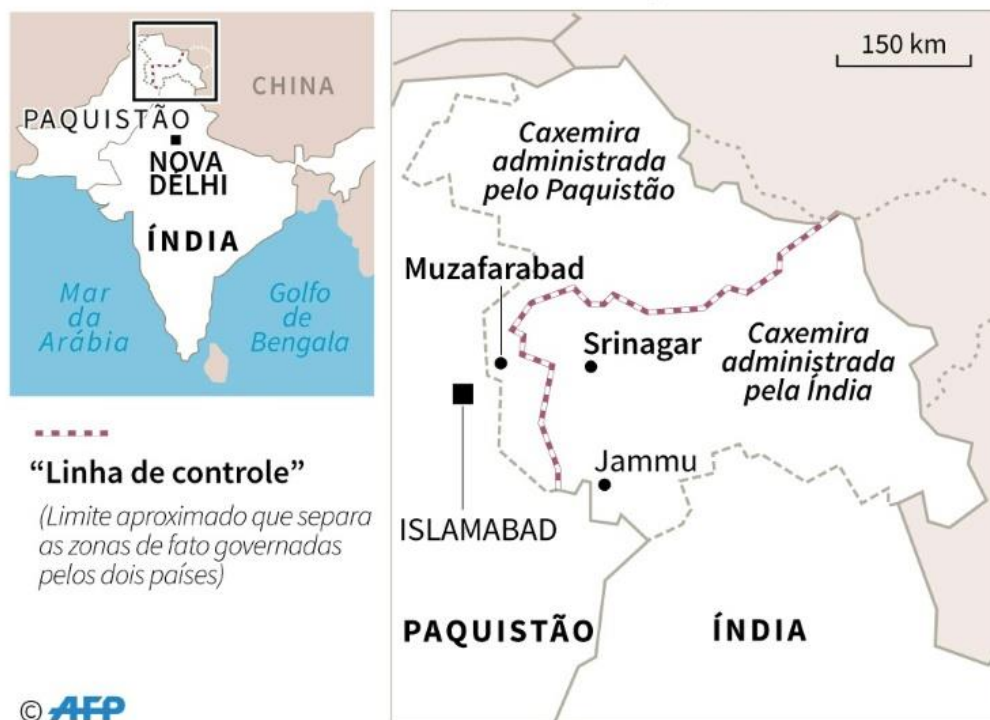 CHINA
PAQUISTÃO
NOVA
DÉLHI
ÍNDIA
Mar
da
Arábia
Golfo
de
Bengala
“Linha de controle”
(Limite aproximado que separa
as zonas de fato governadas
pelos dois países)
© AFP
150 km
Caxemira
administrada
pelo Paquistão
Muzafarabad
Srinagar
Caxemira
administrada
pela Índia
Jammu
ISLAMABAD
PAQUISTÃO
ÍNDIA